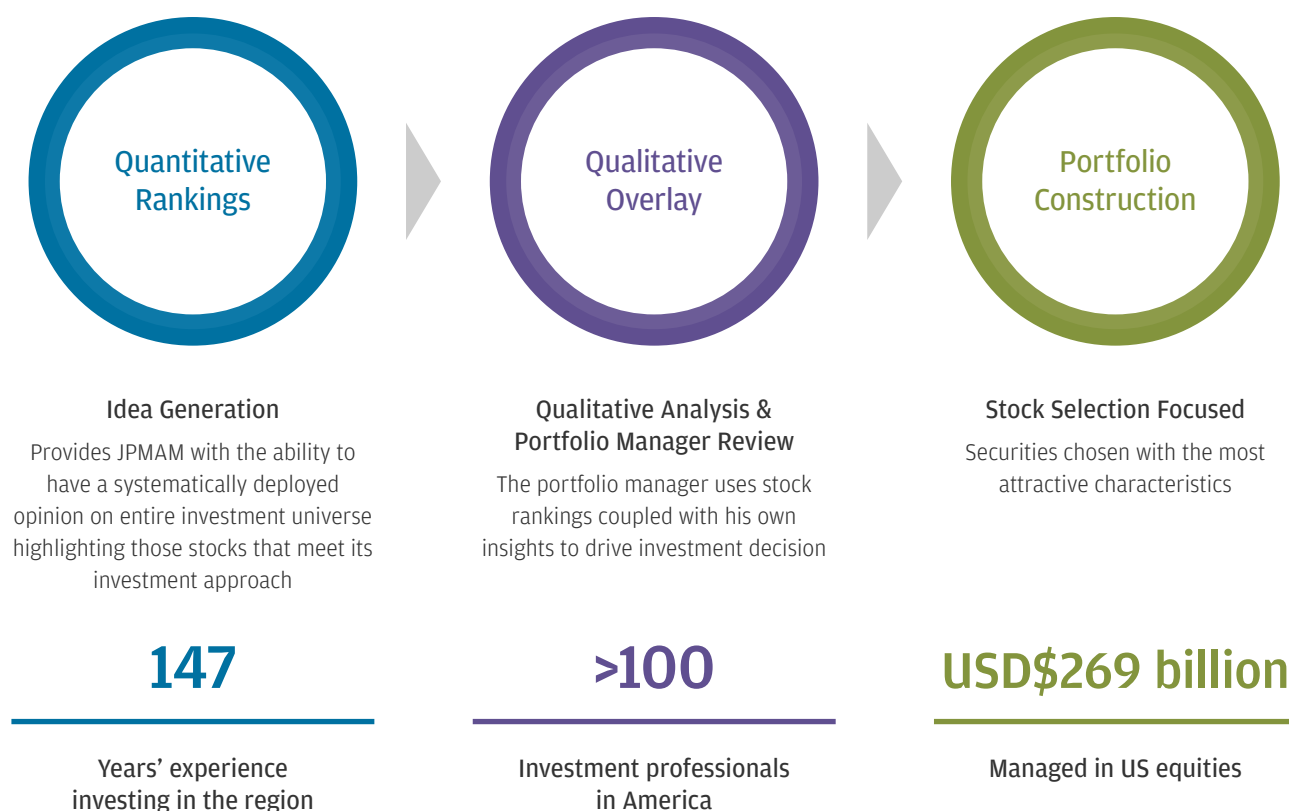 Quantitative
Rankings
Qualitative
Overlay
Portfolio
Construction
Idea Generation
Provides JPMAM with the ability to
have a systematically deployed
opinion on entire investment universe
highlighting those stocks that meet its
investment approach
Qualitative Analysis &
Portfolio Manager Review
The portfolio manager uses stock
rankings coupled with his own
insights to drive investment decision
Stock Selection Focused
Securities chosen with the most
attractive characteristics
147
Years’ experience
investing in the region
>100
Investment professionals
in America
USD$269 billion
Managed in US equities